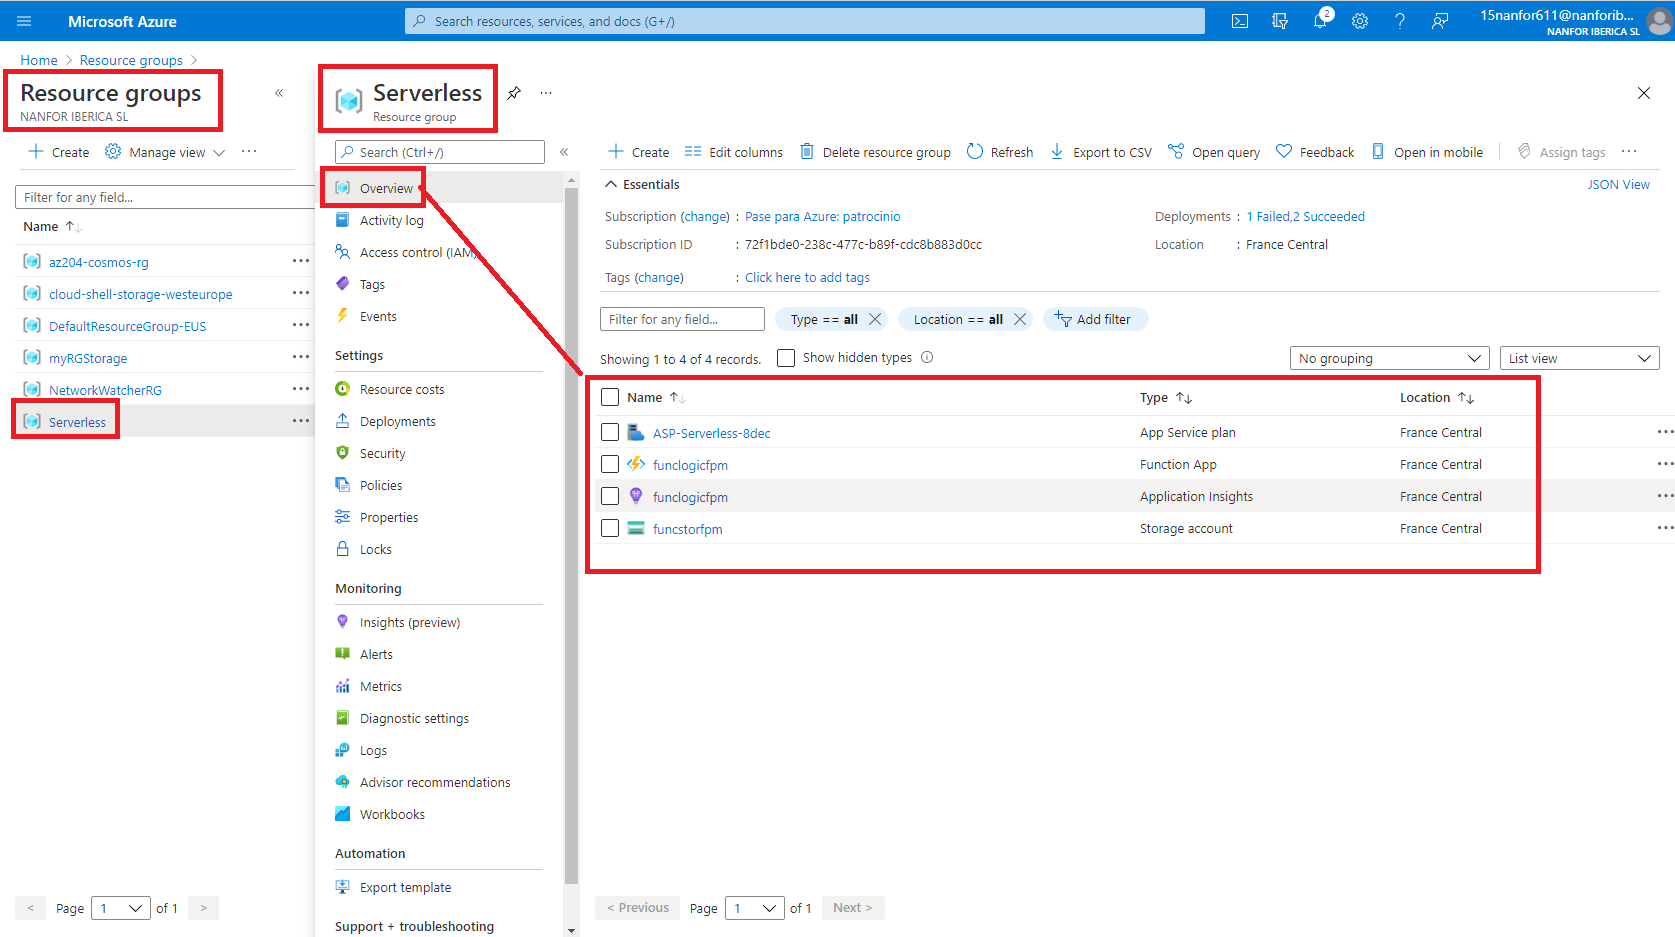 Microsoft Azure
Search resources, services, and docs (G+/)
2
15nanfor611@nanforib...
NANFOR IBERICA SL
Home > Resource groups >
Resource groups
NANFOR IBERICA SL
«
Create
Manage view
...
Filter for any field...
Name ↑↓
az204-cosmos-rg ...
cloud-shell-storage-westeurope ...
DefaultResourceGroup-EUS ...
myRGStorage ...
NetworkWatcherRG ...
Serverless ...
< Page 1 of 1 >
Serverless ...
Resource group
Search (Ctrl+/) «
Overview
Activity log
Access control (IAM)
Tags
Events
Settings
Resource costs
Deployments
Security
Policies
Properties
Locks
Monitoring
Insights (preview)
Alerts
Metrics
Diagnostic settings
Logs
Advisor recommendations
Workbooks
Automation
Export template
Support + troubleshooting
Create Edit columns Delete resource group Refresh Export to CSV Open query Feedback Open in mobile Assign tags ...
Essentials JSON View
Subscription (change) : Pase para Azure: patrocinio
Deployments : 1 Failed,2 Succeeded
Subscription ID : 72f1bde0-238c-477c-b89f-cdc8b883d0cc
Location : France Central
Tags (change) : Click here to add tags
Filter for any field... Type == all Location == all Add filter
Showing 1 to 4 of 4 records. Show hidden types No grouping List view
Name ↑↓ Type ↑↓ Location ↑↓
ASP-Serverless-8dec App Service plan France Central ...
funclogicfpm Function App France Central ...
funclogicfpm Application Insights France Central ...
funcstorfpm Storage account France Central ...
< Previous Page 1 of 1 Next >